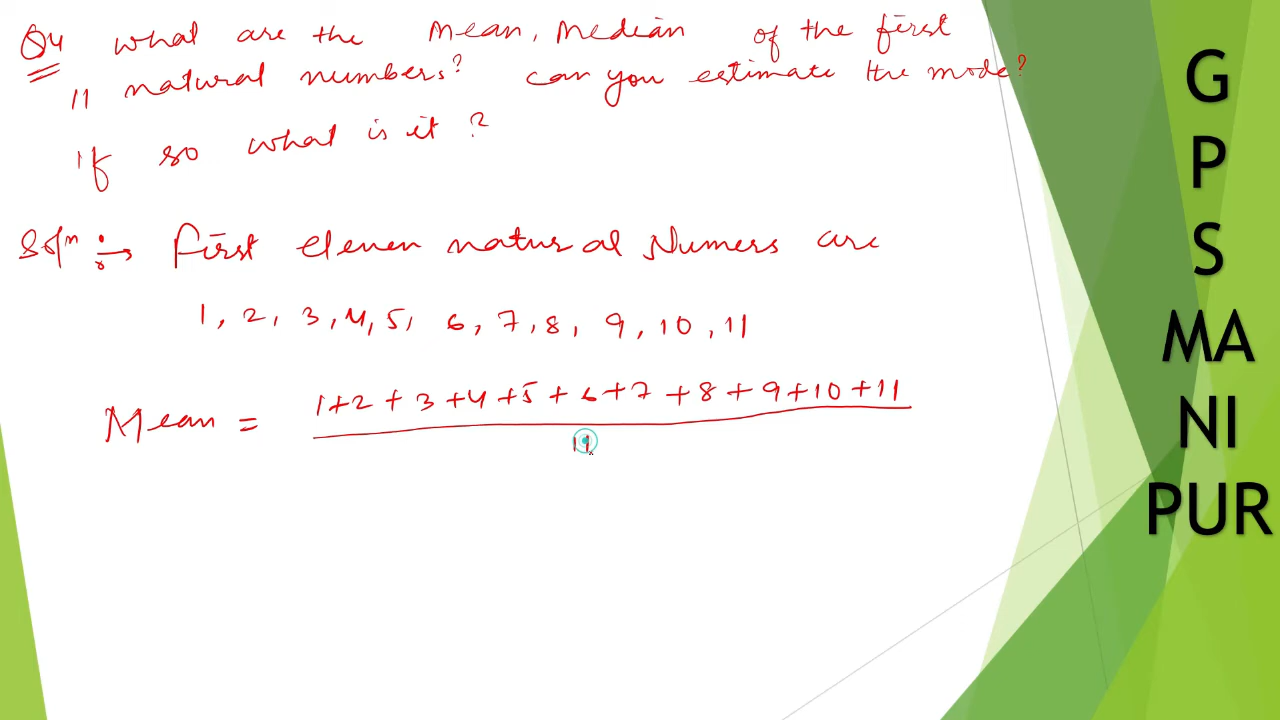 Q4 What are the Mean, Median of the first
11 natural numbers? Can you estimate the mode?
If so what is it?
Solⁿ :→ First eleven natural Numers are
1, 2, 3, 4, 5, 6, 7, 8, 9, 10, 11
Mean = 1+2+3+4+5+6+7+8+9+10+11
11
G
P
S
MA
NI
PUR